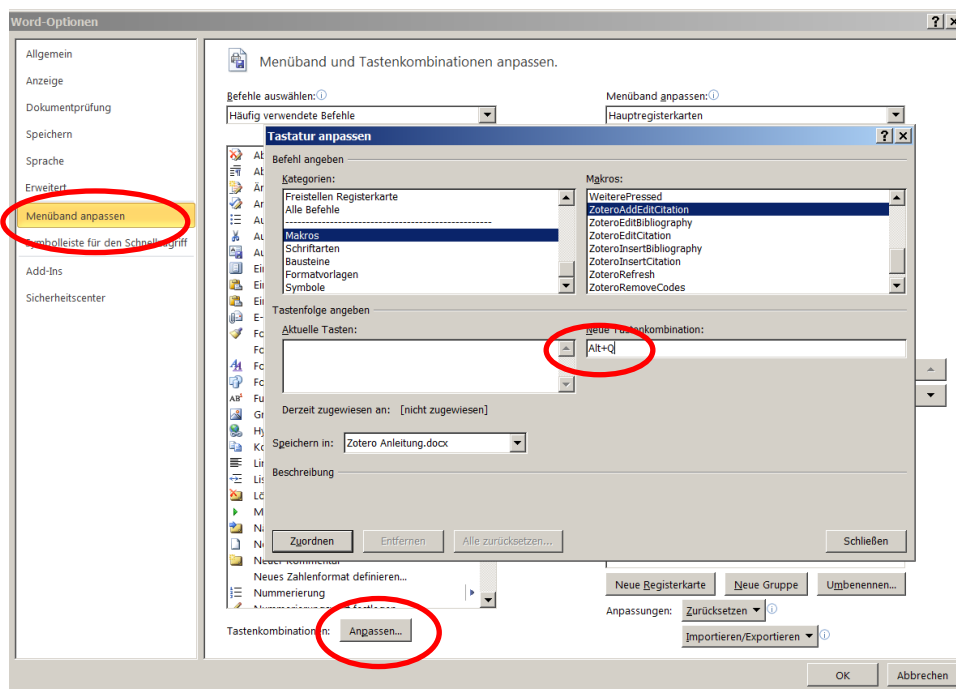 Word-Optionen
Allgemein
Anzeige
Dokumentprüfung
Speichern
Sprache
Erweitert
Menüband anpassen
Symbolleiste für den Schnellzugriff
Add-Ins
Sicherheitscenter
Menüband und Tastenkombinationen anpassen.
Befehle auswählen:
Häufig verwendete Befehle
Menüband anpassen:
Hauptregisterkarten
Tastatur anpassen
Befehl angeben
Kategorien:
Freistellen Registerkarte
Alle Befehle
Makros
Schriftarten
Bausteine
Formatvorlagen
Symbole
Makros:
WeiterePressed
ZoteroAddEditCitation
ZoteroEditBibliography
ZoteroEditCitation
ZoteroInsertBibliography
ZoteroInsertCitation
ZoteroRefresh
ZoteroRemoveCodes
Tastenfolge angeben
Aktuelle Tasten:
Neue Tastenkombination:
Alt+Q
Derzeit zugewiesen an: [nicht zugewiesen]
Speichern in: Zotero Anleitung.docx
Beschreibung
Zuordnen
Entfernen
Alle zurücksetzen...
Schließen
Neuer Kommentar
Neues Zahlenformat definieren...
Nummerierung
Tastenkombinationen: Anpassen...
Neue Registerkarte
Neue Gruppe
Umbenennen...
Anpassungen: Zurücksetzen
Importieren/Exportieren
OK
Abbrechen